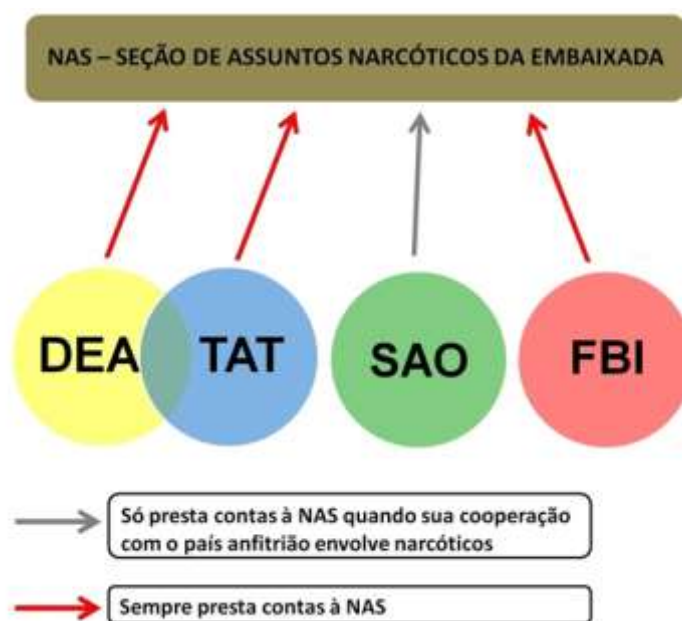 NAS – SEÇÃO DE ASSUNTOS NARCÓTICOS DA EMBAIXADA
DEA
TAT
SAO
FBI
Só presta contas à NAS quando sua cooperação
com o país anfitrião envolve narcóticos
Sempre presta contas à NAS